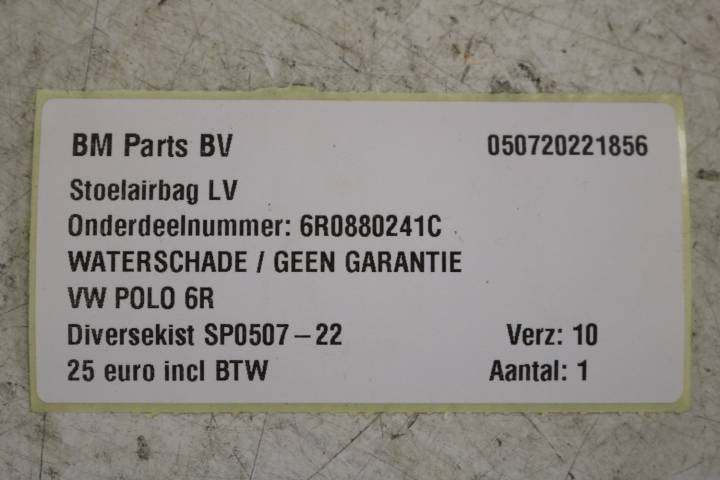 BM Parts BV 050720221856
Stoelairbag LV
Onderdeelnummer: 6R0880241C
WATERSCHADE / GEEN GARANTIE
VW POLO 6R
Diversekist SP0507-22 Verz: 10
25 euro incl BTW Aantal: 1